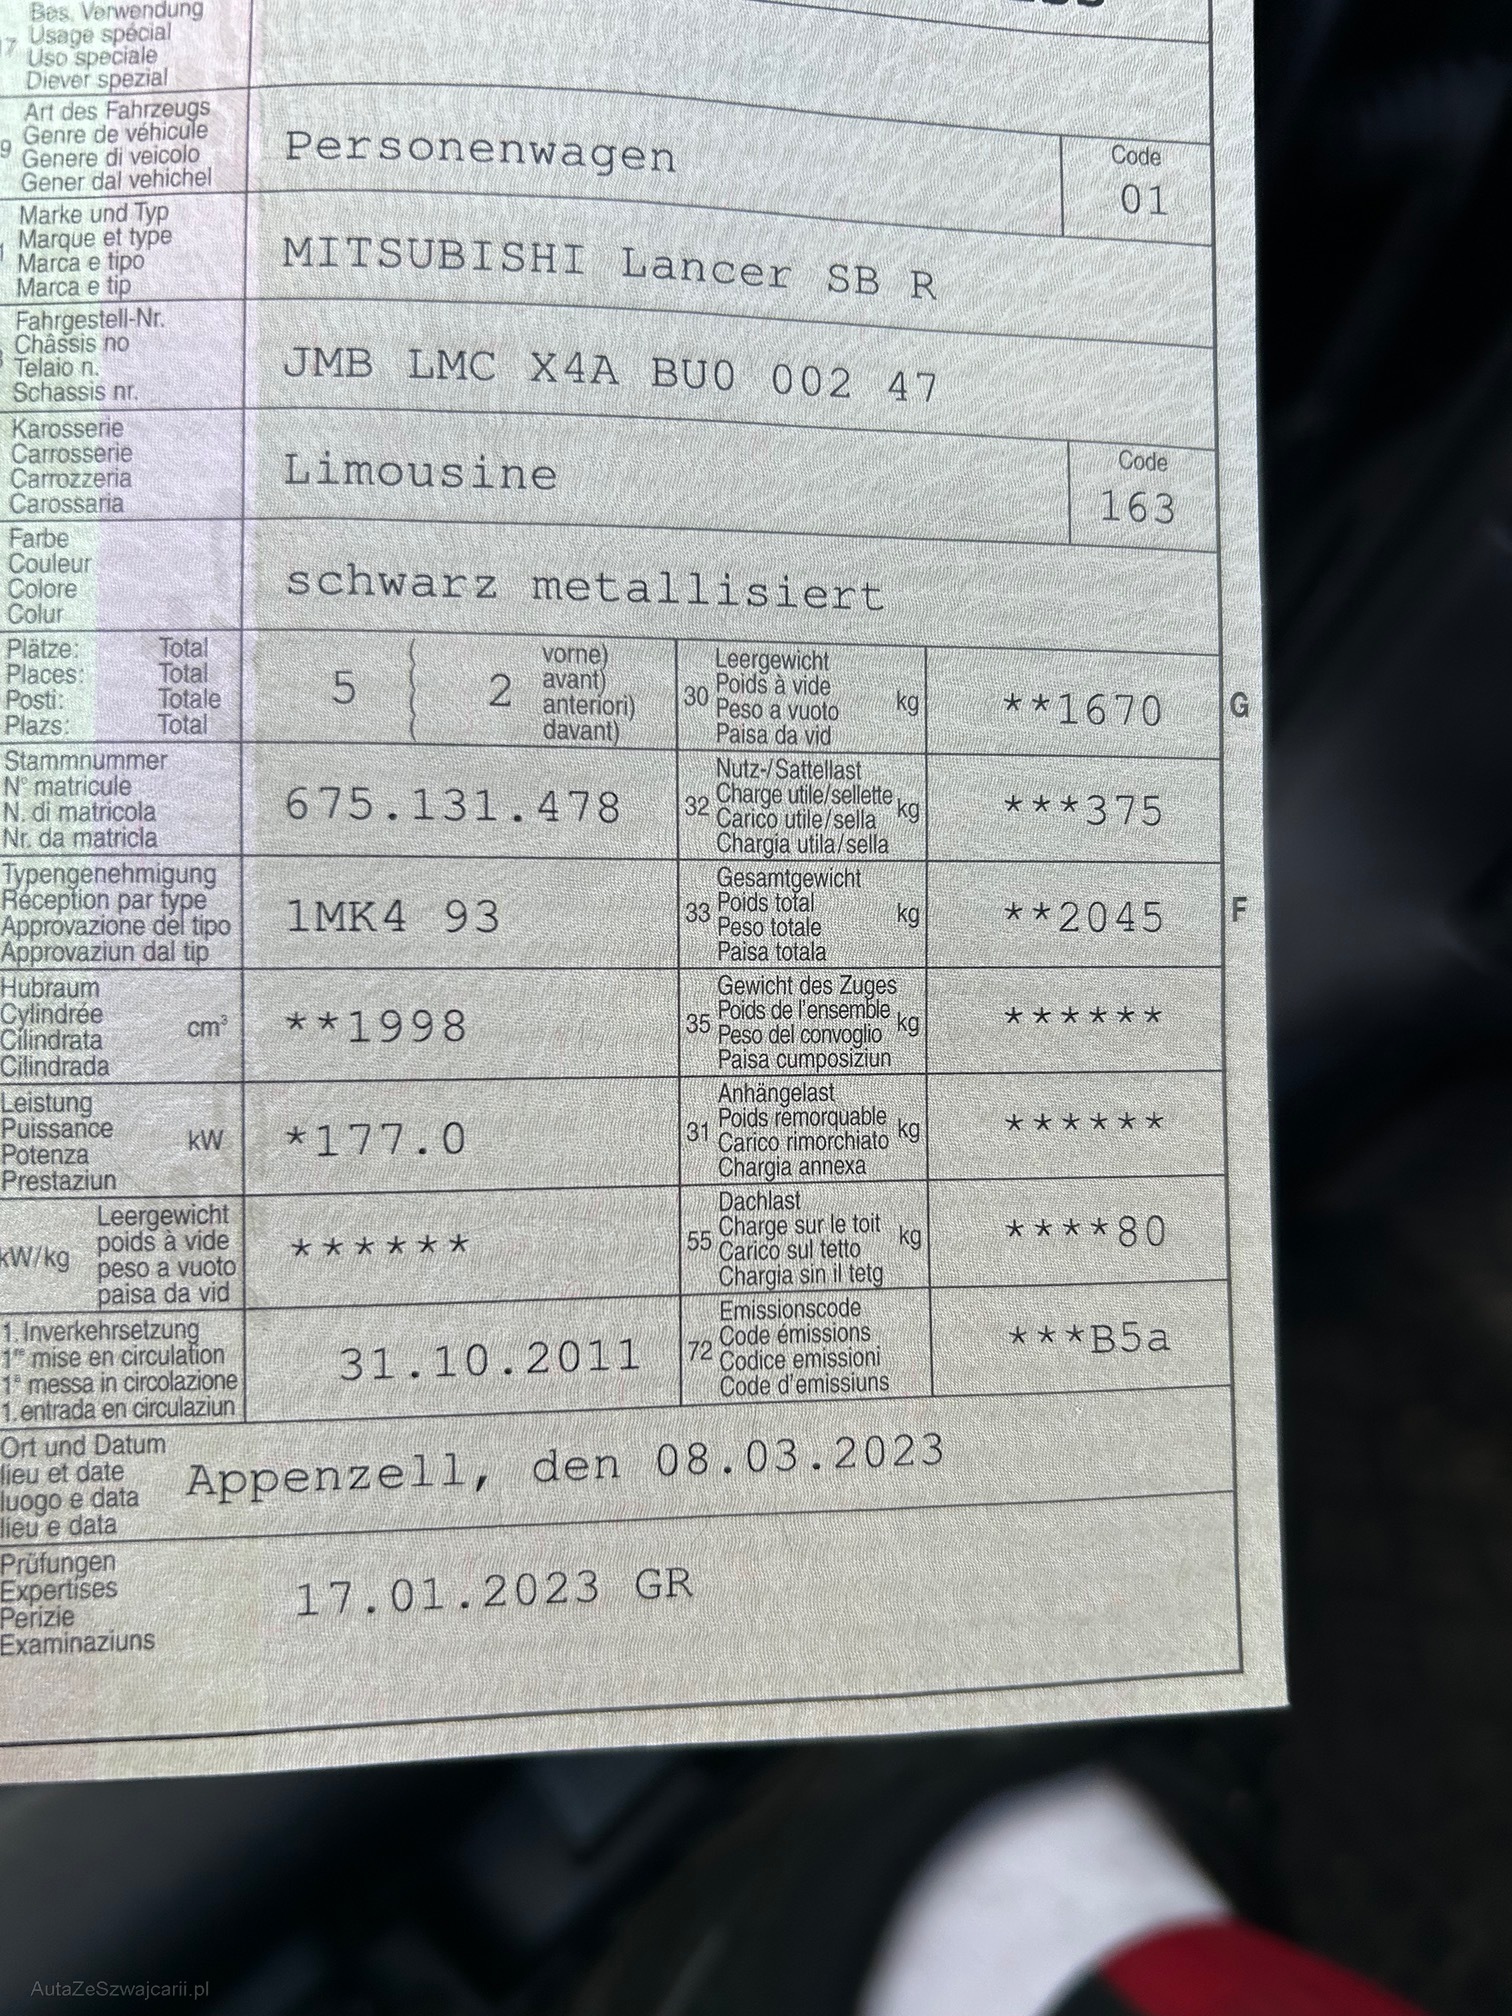 Bes. Verwendung
17 Usage spécial
Uso speciale
Diever spezial
Art des Fahrzeugs
9 Genre de véhicule
Genere di veicolo
Gener dal vehichel
Personenwagen
Code
01
Marke und Typ
Marque et type
Marca e tipo
Marca e tip
MITSUBISHI Lancer SB R
Fahrgestell-Nr.
Châssis no
Telaio n.
Schassis nr.
JMB LMC X4A BU0 002 47
Karosserie
Carrosserie
Carrozzeria
Carossaria
Limousine
Code
163
Farbe
Couleur
Colore
Colur
schwarz metallisiert
Plätze: Total
Places: Total
Posti: Totale
Plazs: Total
5 { 2
vorne)
avant)
anteriori)
davant)
Leergewicht
30 Poids à vide kg
Peso a vuoto
Paisa da vid
**1670
G
Stammnummer
N° matricule
N. di matricola
Nr. da matricla
675.131.478
Nutz-/Sattellast
32 Charge utile/sellette kg
Carico utile/sella
Chargia utila/sella
***375
Typengenehmigung
Réception par type
Approvazione del tipo
Approvaziun dal tip
1MK4 93
Gesamtgewicht
33 Poids total kg
Peso totale
Paisa totala
**2045
F
Hubraum
Cylindrée cm³
Cilindrata
Cilindrada
**1998
Gewicht des Zuges
35 Poids de l'ensemble kg
Peso del convoglio
Paisa cumposiziun
******
Leistung
Puissance kW
Potenza
Prestaziun
*177.0
Anhängelast
31 Poids remorquable kg
Carico rimorchiato
Chargia annexa
******
Leergewicht
kW/kg poids à vide
peso a vuoto
paisa da vid
******
Dachlast
55 Charge sur le toit kg
Carico sul tetto
Chargia sin il tetg
****80
1. Inverkehrsetzung
1re mise en circulation
1a messa in circolazione
1. entrada en circulaziun
31.10.2011
Emissionscode
72 Code émissions
Codice emissioni
Code d'emissiuns
***B5a
Ort und Datum
lieu et date
luogo e data
lieu e data
Appenzell, den 08.03.2023
Prüfungen
Expertises
Perizie
Examinaziuns
17.01.2023 GR
AutaZeSzwajcarii.pl